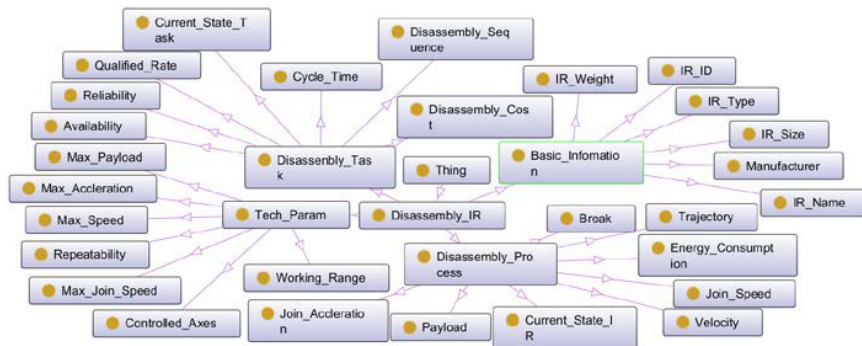 Current_State_T
ask
Disassembly_Seq
uence
Qualified_Rate
Cycle_Time
IR_Weight
IR_ID
Reliability
IR_Type
Availability
Disassembly_Cos
t
IR_Size
Max_Payload
Disassenbly_Tas
k
Thing
Basic_Infomatio
n
Manufacturer
Max_Accleration
IR_Name
Max_Speed
Tech_Param
Disassembly_IR
Break
Trajectory
Repeatability
Disassembly_Pro
cess
Energy_Consumpt
ion
Max_Join_Speed
Working_Range
Join_Speed
Controlled_Axes
Join_Accleratio
n
Payload
Current_State_I
R
Velocity